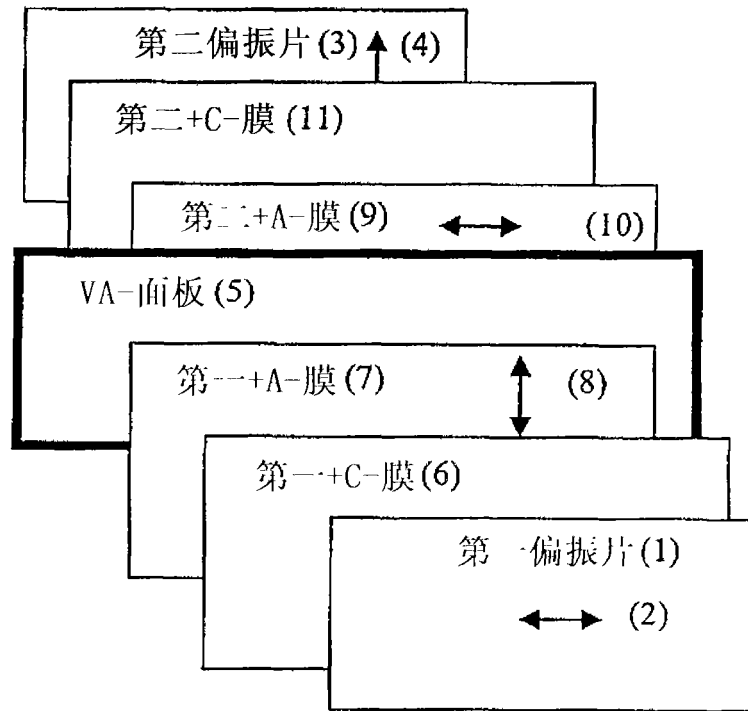 第二偏振片(3) (4)
第二+C-膜(11)
第二+A-膜(9) (10)
VA-面板(5)
第一+A-膜(7) (8)
第一+C-膜(6)
第一偏振片(1)
(2)